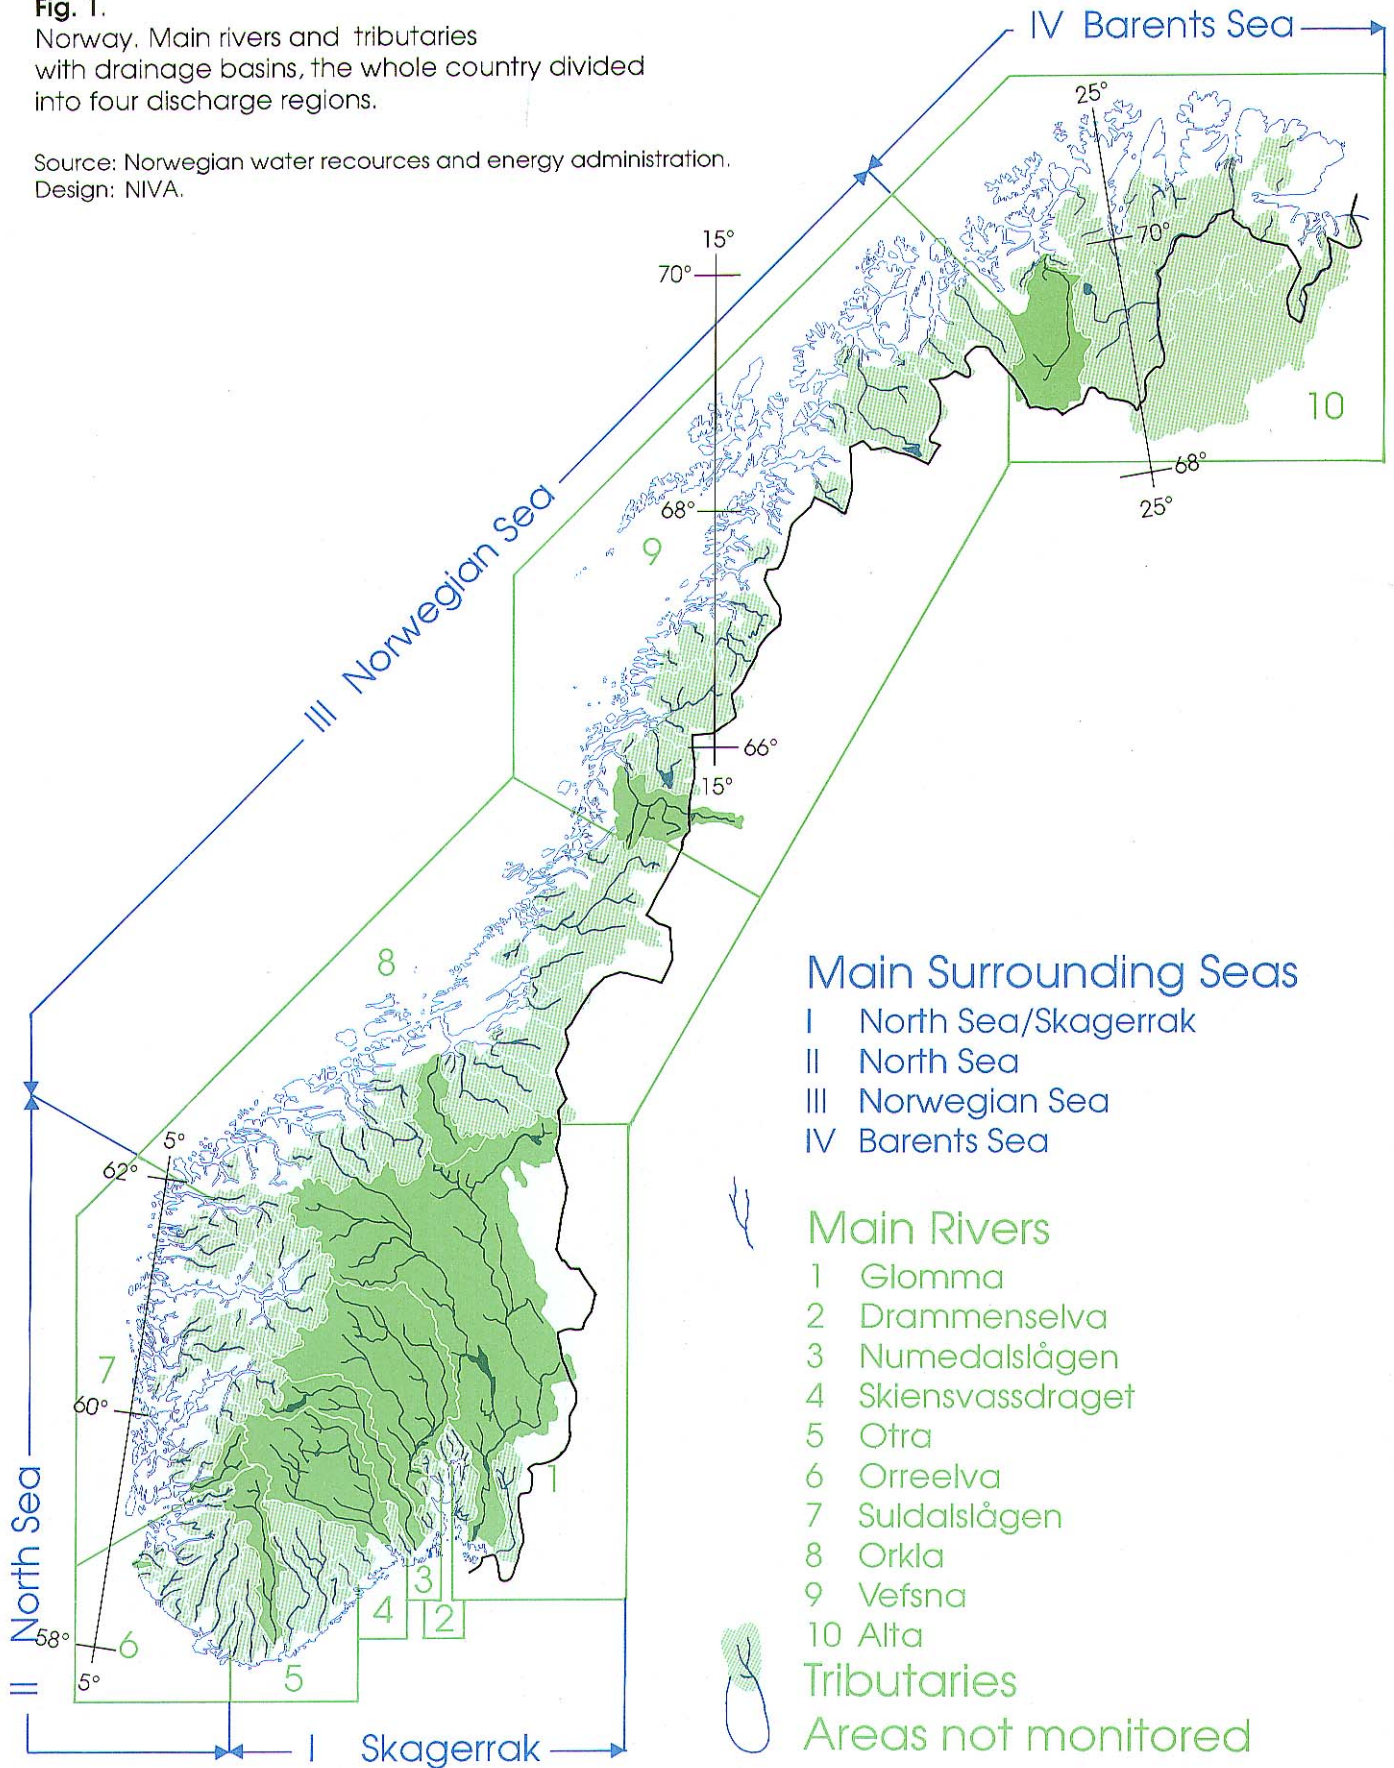 Fig. 1.
Norway. Main rivers and tributaries
with drainage basins, the whole country divided
into four discharge regions.
Source: Norwegian water recources and energy administration.
Design: NIVA.
IV Barents Sea
25°
70°
15°
70°
10
68°
25°
68°
9
III Norwegian Sea
66°
15°
8
5°
62°
7
60°
1
II North Sea
3
4
2
58°
6
5°
5
I Skagerrak
Main Surrounding Seas
I North Sea/Skagerrak
II North Sea
III Norwegian Sea
IV Barents Sea
Main Rivers
1 Glomma
2 Drammenselva
3 Numedalslågen
4 Skiensvassdraget
5 Otra
6 Orreelva
7 Suldalslågen
8 Orkla
9 Vefsna
10 Alta
Tributaries
Areas not monitored